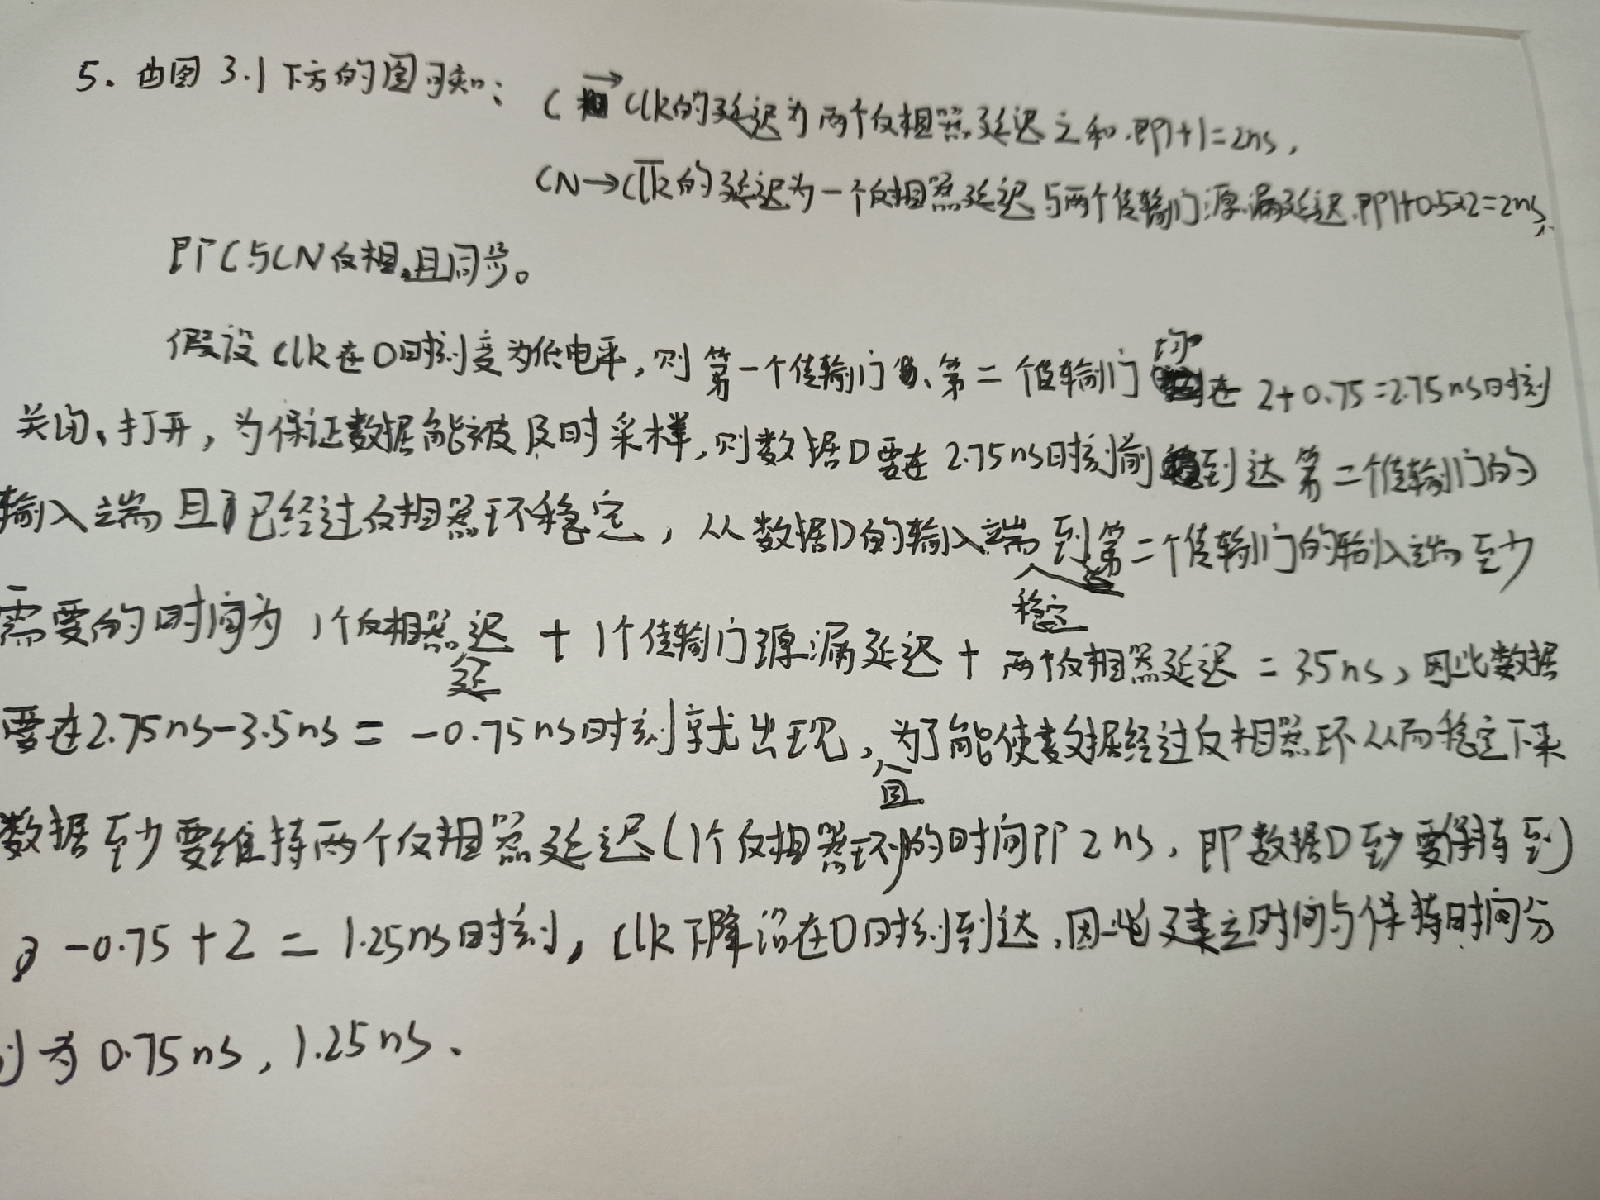 5. 由图 3.1 下方的图可知: C → Clk的延迟为两个反相器延迟之和.即1+1=2ns,
CN→C̅l̅k̅的延迟为一个反相器延迟与两个传输门源漏延迟.即1+0.5×2=2ns.
即C与CN反相,且同步。
假设 Clk在0时刻变为低电平,则第一个传输门、第二个传输门均在 2+0.75=2.75ns时刻
关闭、打开,为保证数据能被及时采样,则数据D要在 2.75ns时刻前到达第二个传输门的
输入端且已经过反相器环稳定,从数据D的输入端到稳定第二个传输门的输入端至少
需要的时间为 1个反相器延迟 + 1个传输门源漏延迟 + 两个反相器延迟 = 3.5ns,因此数据
要在2.75ns-3.5ns = -0.75ns时刻就出现,且为了能使数据经过反相器环从而稳定下来
数据至少要维持两个反相器延迟(1个反相器环)的时间即2ns,即数据D至少要保持到
-0.75+2 = 1.25ns时刻,Clk下降沿在0时刻到达,因此建立时间与保持时间分
别为 0.75ns, 1.25ns.